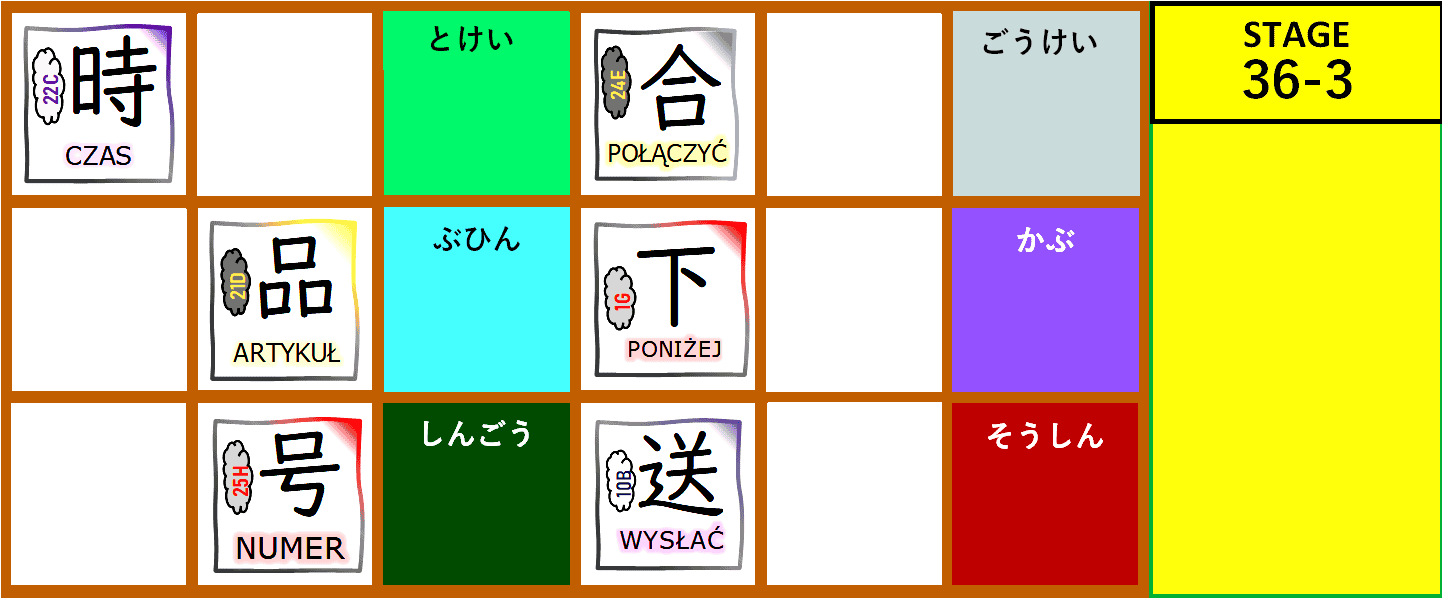 時
22C
CZAS
とけい
合
24E
POŁĄCZYĆ
ごうけい
STAGE
36-3
品
21D
ARTYKUŁ
ぶひん
下
1G
PONIŻEJ
かぶ
号
25H
NUMER
しんごう
送
10B
WYSŁAĆ
そうしん